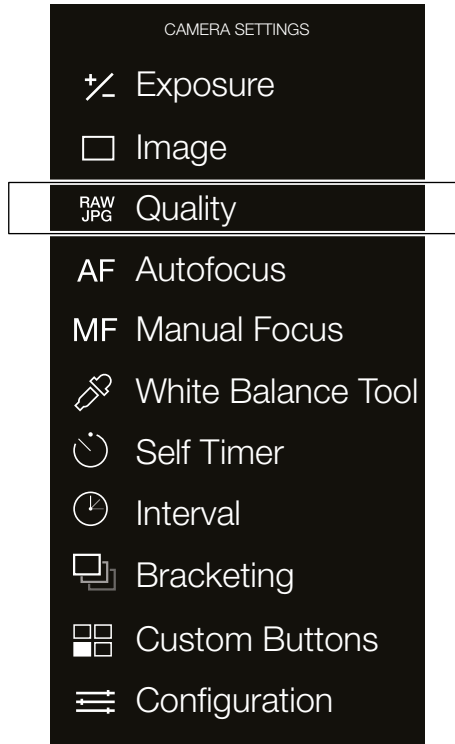 CAMERA SETTINGS
+/- Exposure
Image
RAW
JPG Quality
AF Autofocus
MF Manual Focus
White Balance Tool
Self Timer
Interval
Bracketing
Custom Buttons
Configuration